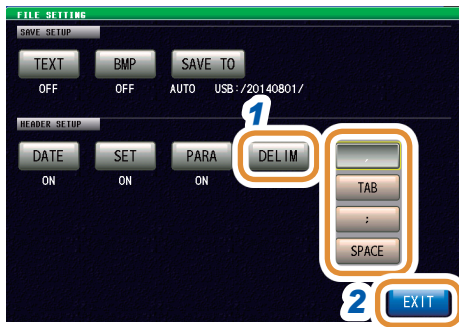 FILE SETTING
SAVE SETUP
TEXT BMP SAVE TO
OFF OFF AUTO USB:/20140801/
1
HEADER SETUP
DATE SET PARA DELIM ,
ON ON ON
TAB
;
SPACE
2 EXIT